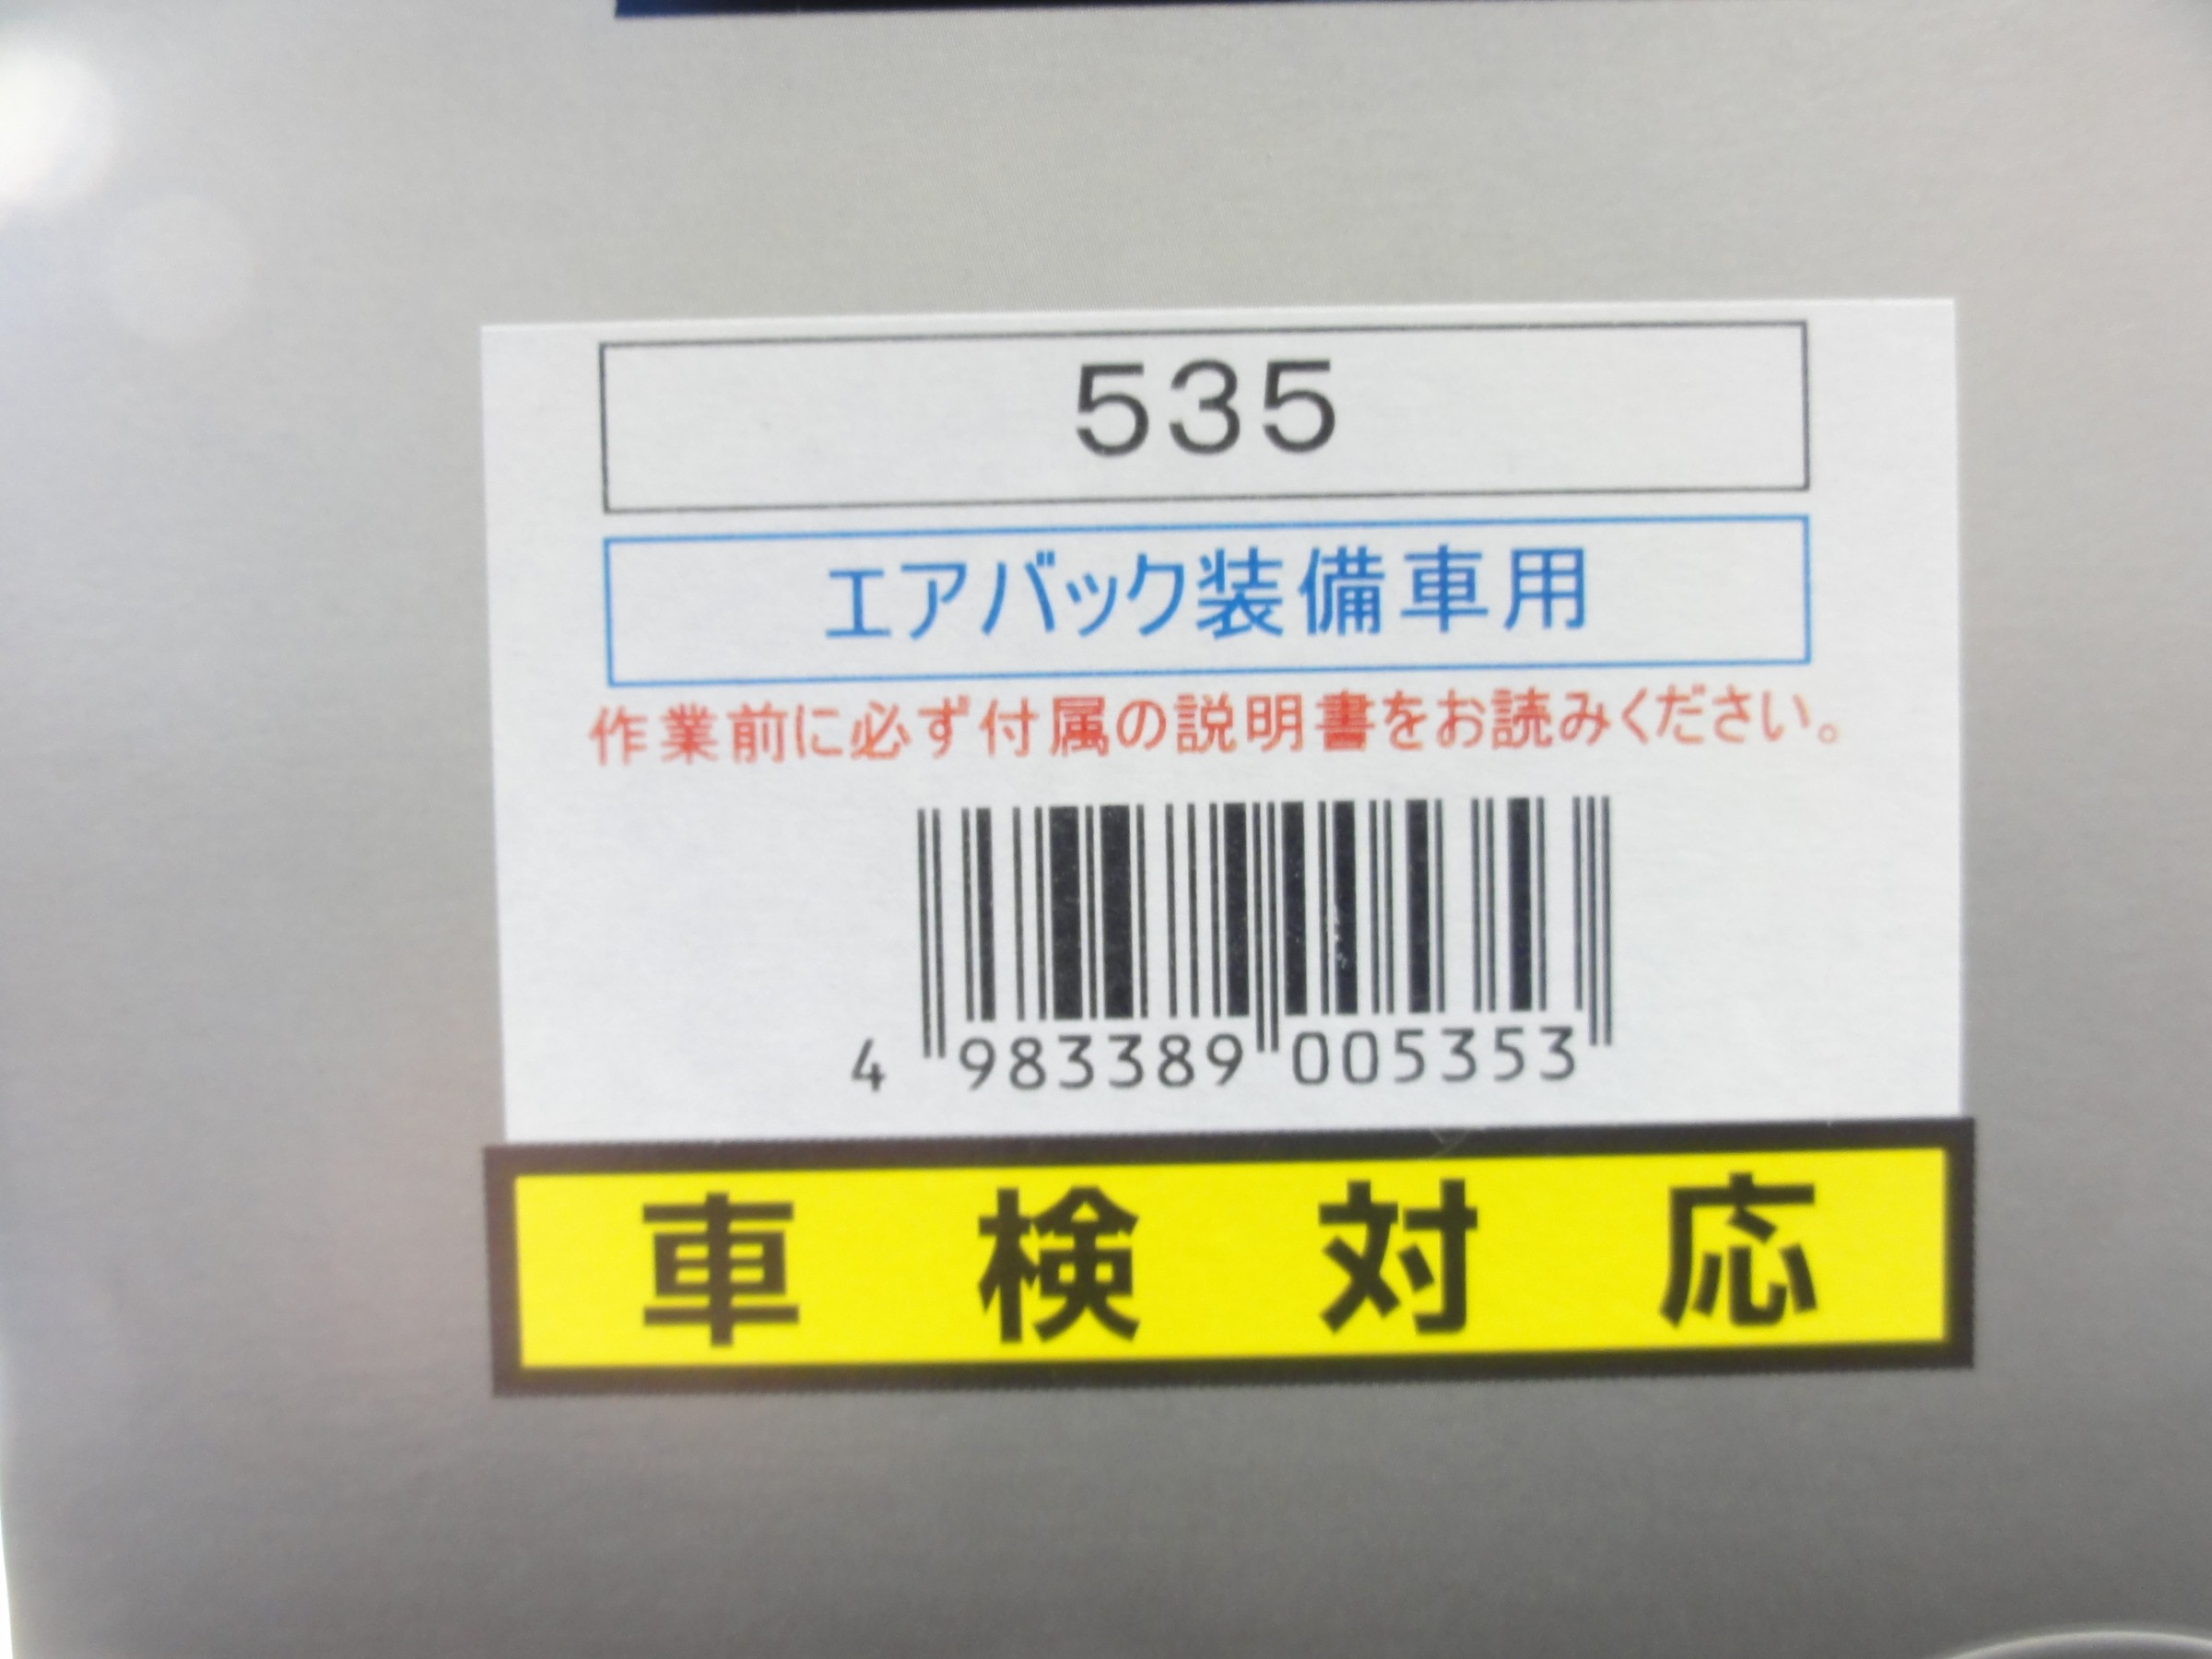 535
エアバック装備車用
作業前に必ず付属の説明書をお読みください。
4 983389 005353
車検対応